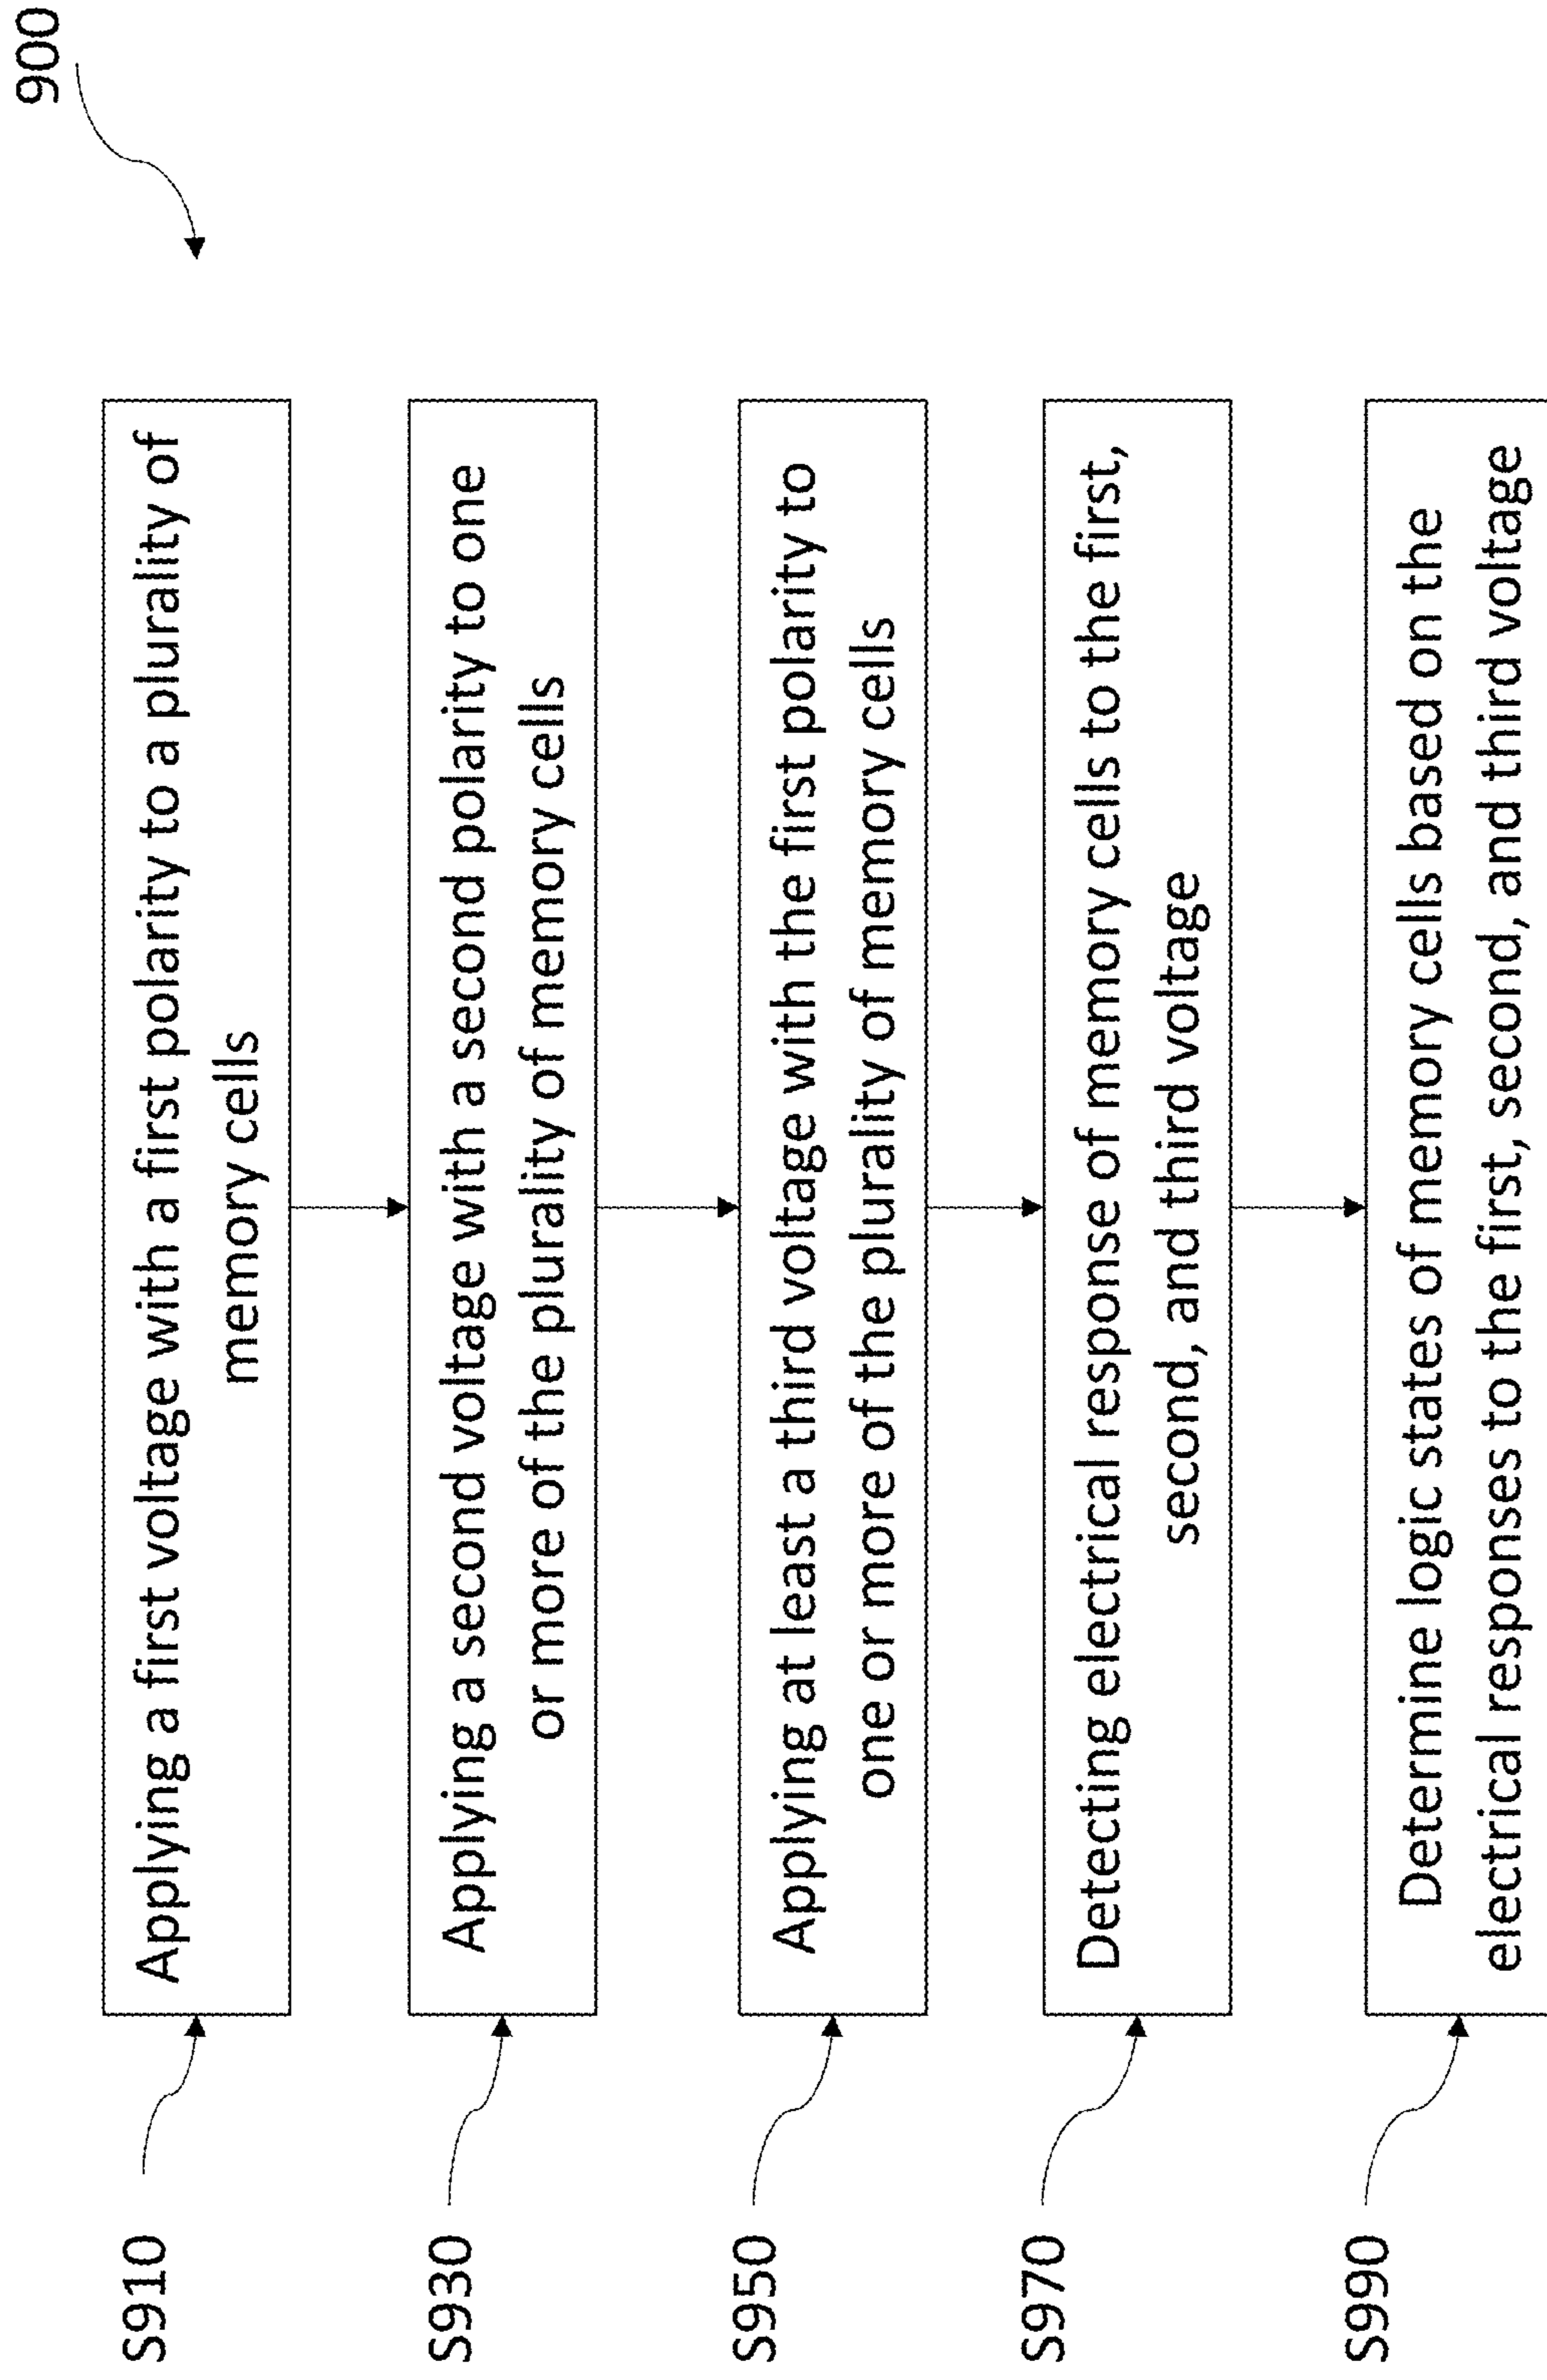 900
S910
Applying a first voltage with a first polarity to a plurality of
memory cells
S930
Applying a second voltage with a second polarity to one
or more of the plurality of memory cells
S950
Applying at least a third voltage with the first polarity to
one or more of the plurality of memory cells
S970
Detecting electrical response of memory cells to the first,
second, and third voltage
S990
Determine logic states of memory cells based on the
electrical responses to the first, second, and third voltage